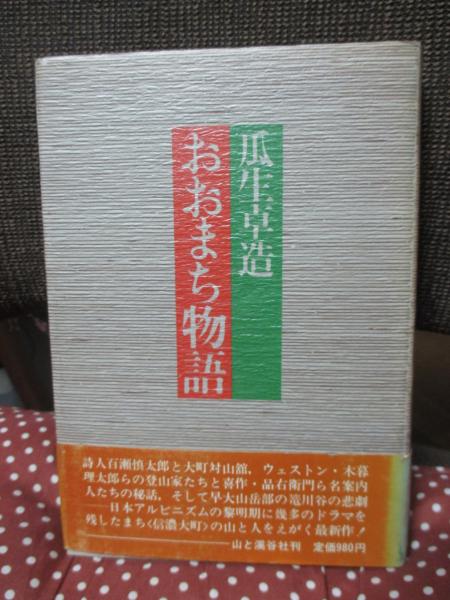 瓜生卓造
おおまち物語
詩人百瀬慎太郎と大町対山舘，ウェストン・木暮
理太郎らの登山家たちと喜作・品右衛門ら名案内
人たちの秘話，そして早大山岳部の篭川谷の悲劇
——日本アルピニズムの黎明期に幾多のドラマを
残したまち〈信濃大町〉の山と人をえがく最新作！
——山と溪谷社刊 定価980円